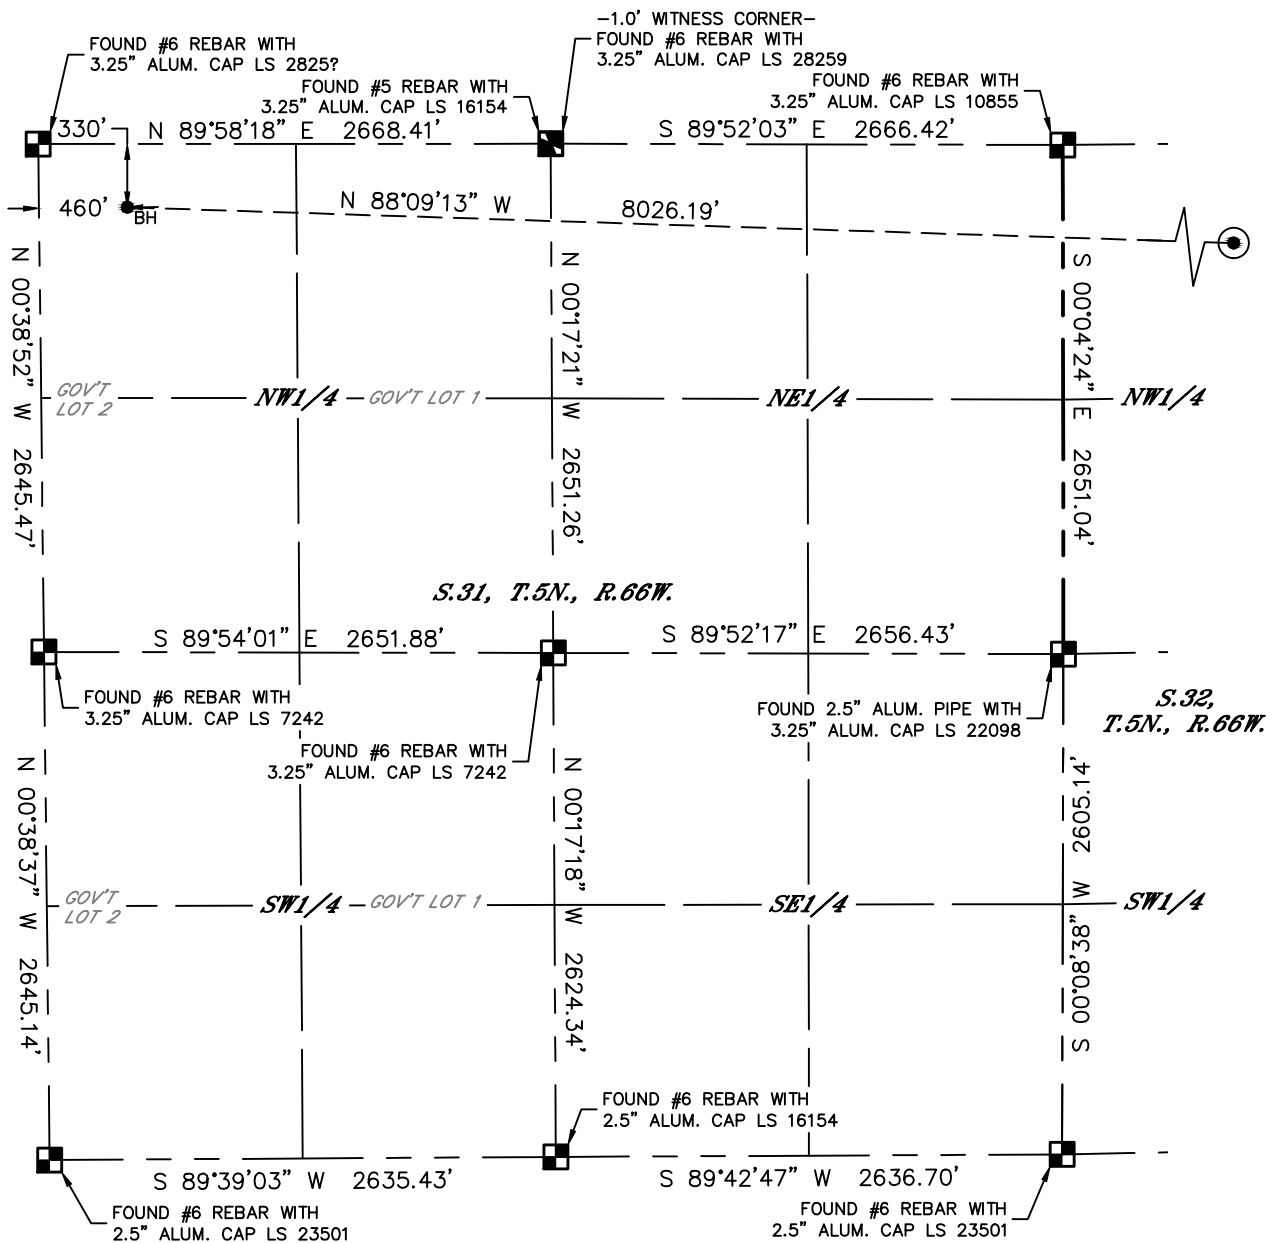 -1.0' WITNESS CORNER-
FOUND #6 REBAR WITH
3.25" ALUM. CAP LS 28259
FOUND #6 REBAR WITH
3.25" ALUM. CAP LS 2825?
FOUND #5 REBAR WITH
3.25" ALUM. CAP LS 16154
FOUND #6 REBAR WITH
3.25" ALUM. CAP LS 10855
330'
N 89°58'18" E 2668.41'
S 89°52'03" E 2666.42'
460'
BH
N 88°09'13" W 8026.19'
N 00°38'52" W 2645.47'
N 00°17'21" W 2651.26'
S 00°04'24" E 2651.04'
GOV'T
LOT 2
NW1/4
GOV'T LOT 1
NE1/4
NW1/4
S.31, T.5N., R.66W.
S 89°54'01" E 2651.88'
S 89°52'17" E 2656.43'
FOUND #6 REBAR WITH
3.25" ALUM. CAP LS 7242
FOUND #6 REBAR WITH
3.25" ALUM. CAP LS 7242
FOUND 2.5" ALUM. PIPE WITH
3.25" ALUM. CAP LS 22098
S.32,
T.5N., R.66W.
N 00°38'37" W 2645.14'
N 00°17'18" W 2624.34'
S 00°08'38" W 2605.14'
GOV'T
LOT 2
SW1/4
GOV'T LOT 1
SE1/4
SW1/4
FOUND #6 REBAR WITH
2.5" ALUM. CAP LS 16154
S 89°39'03" W 2635.43'
S 89°42'47" W 2636.70'
FOUND #6 REBAR WITH
2.5" ALUM. CAP LS 23501
FOUND #6 REBAR WITH
2.5" ALUM. CAP LS 23501